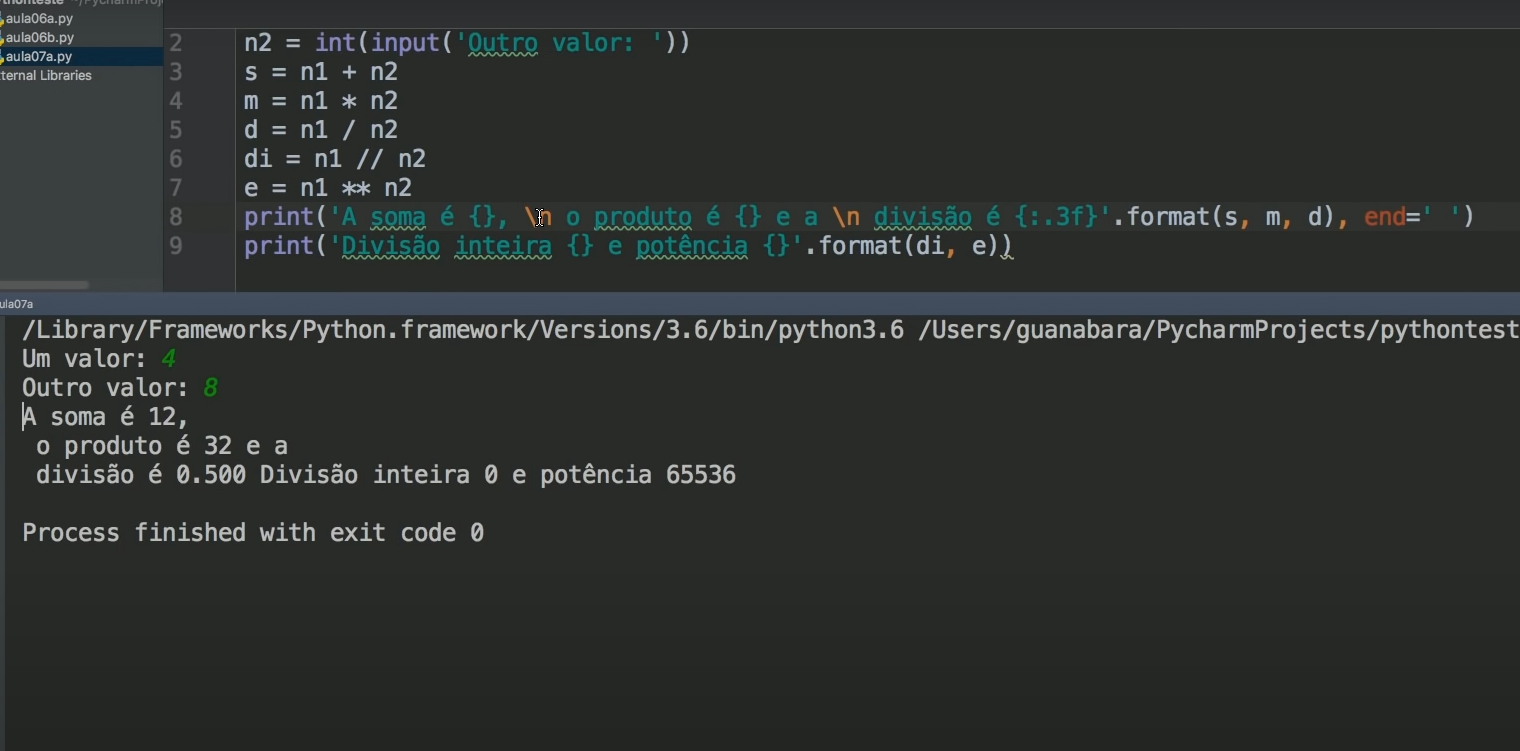 aula06a.py
aula06b.py
aula07a.py
ternal Libraries
2 n2 = int(input('Outro valor: '))
3 s = n1 + n2
4 m = n1 * n2
5 d = n1 / n2
6 di = n1 // n2
7 e = n1 ** n2
8 print('A soma é {}, \n o produto é {} e a \n divisão é {:.3f}'.format(s, m, d), end=' ')
9 print('Divisão inteira {} e potência {}'.format(di, e))
ula07a
/Library/Frameworks/Python.framework/Versions/3.6/bin/python3.6 /Users/guanabara/PycharmProjects/pythontest
Um valor: 4
Outro valor: 8
A soma é 12,
o produto é 32 e a
divisão é 0.500 Divisão inteira 0 e potência 65536
Process finished with exit code 0